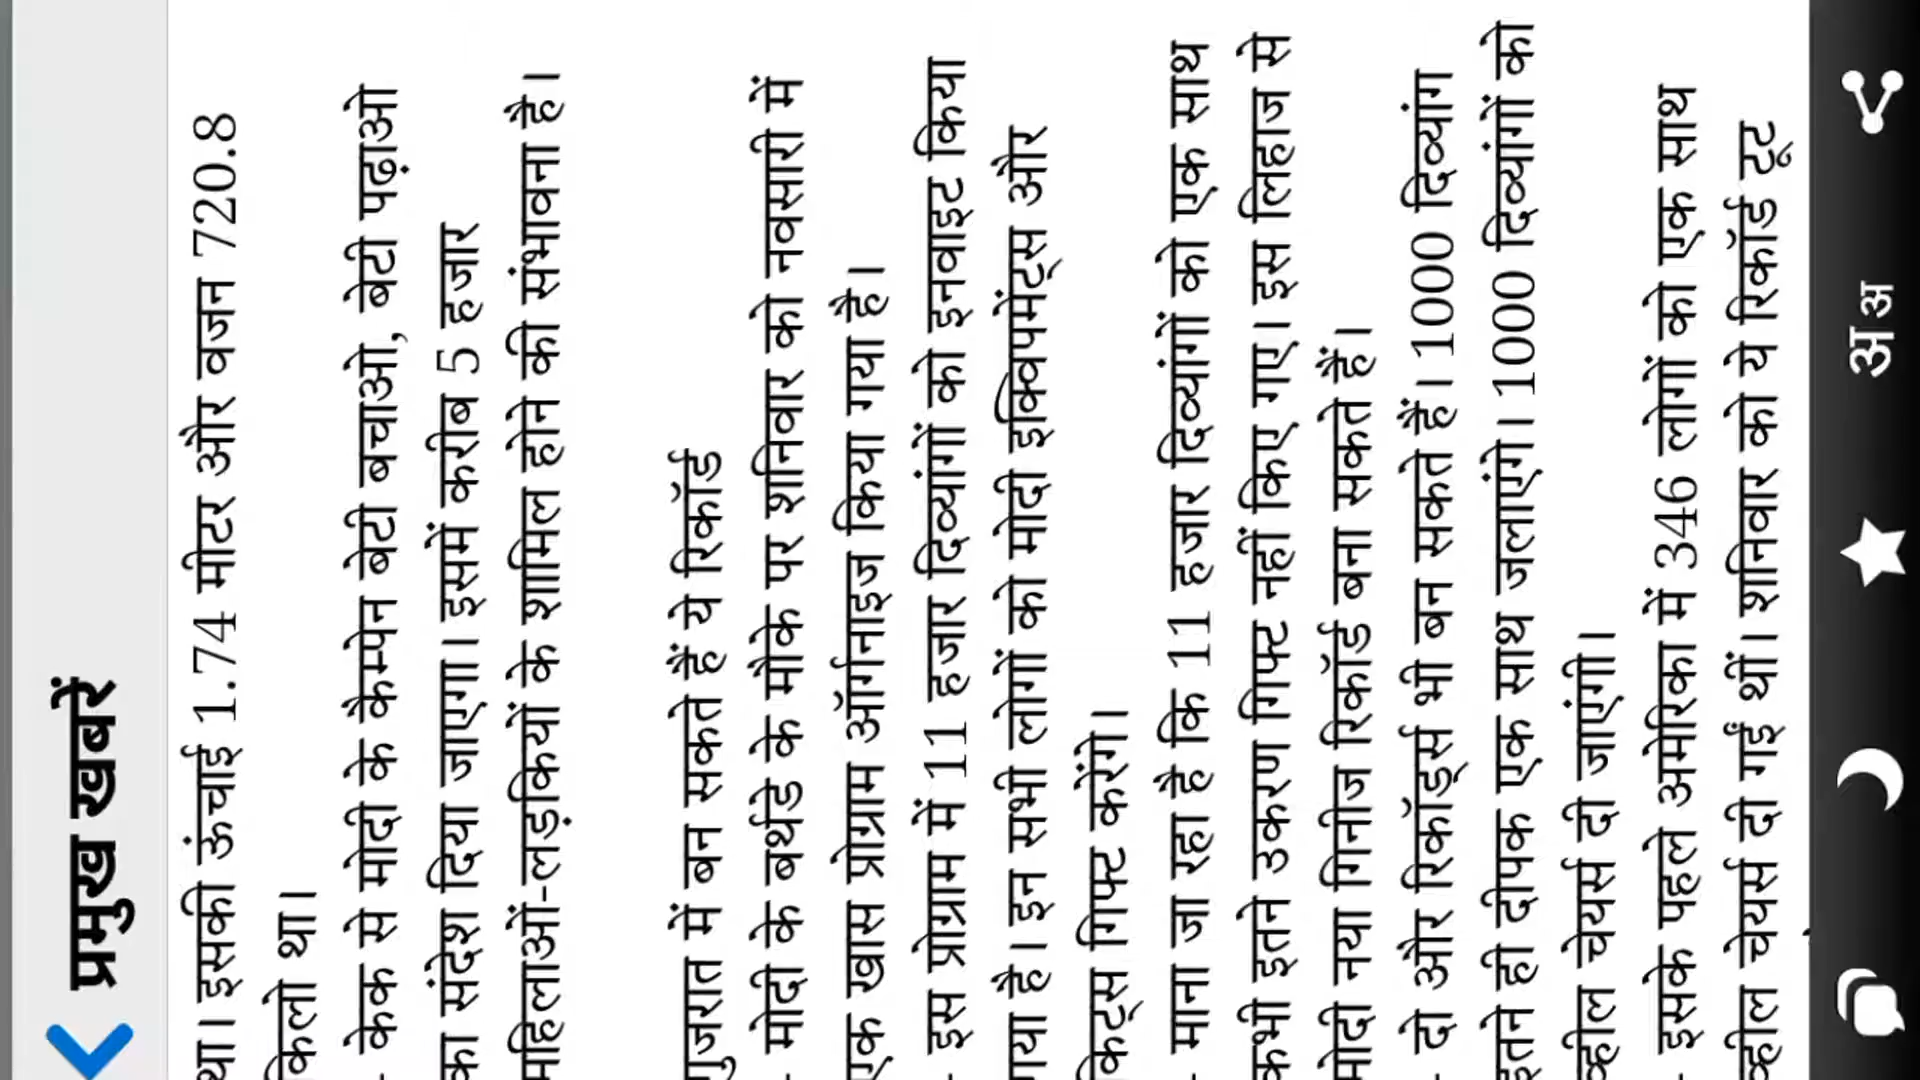 प्रमुख खबरें
था। इसकी ऊंचाई 1.74 मीटर और वजन 720.8
किलो था।
- केक से मोदी के कैम्पेन बेटी बचाओ, बेटी पढ़ाओ
का संदेश दिया जाएगा। इसमें करीब 5 हजार
महिलाओं-लड़कियों के शामिल होने की संभावना है।
गुजरात में बन सकते हैं ये रिकॉर्ड
- मोदी के बर्थडे के मौके पर शनिवार को नवसारी में
एक खास प्रोग्राम ऑर्गनाइज किया गया है।
- इस प्रोग्राम में 11 हजार दिव्यांगों को इनवाइट किया
गया है। इन सभी लोगों को मोदी इक्विपमेंट्स और
किट्स गिफ्ट करेंगे।
- माना जा रहा है कि 11 हजार दिव्यांगों को एक साथ
कभी इतने उकरण गिफ्ट नहीं किए गए। इस लिहाज से
मोदी नया गिनीज रिकॉर्ड बना सकते हैं।
- दो और रिकॉर्ड्स भी बन सकते हैं। 1000 दिव्यांग
इतने ही दीपक एक साथ जलाएंगे। 1000 दिव्यांगों को
व्हील चेयर्स दी जाएंगी।
- इसके पहले अमेरिका में 346 लोगों को एक साथ
व्हील चेयर्स दी गईं थीं। शनिवार को ये रिकॉर्ड टूट
अ अ